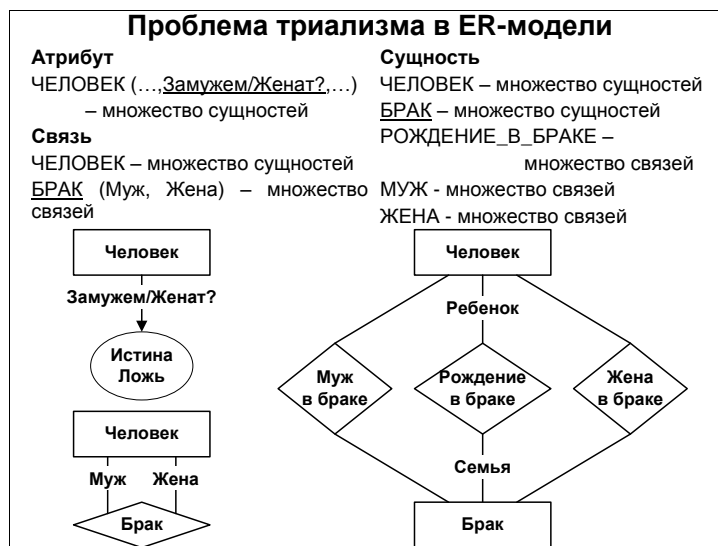 Проблема триализма в ER-модели
Атрибут
ЧЕЛОВЕК (…,Замужем/Женат?,…)
– множество сущностей
Связь
ЧЕЛОВЕК – множество сущностей
БРАК (Муж, Жена) – множество
связей
Сущность
ЧЕЛОВЕК – множество сущностей
БРАК – множество сущностей
РОЖДЕНИЕ_В_БРАКЕ –
множество связей
МУЖ - множество связей
ЖЕНА - множество связей
Человек
Замужем/Женат?
Истина
Ложь
Человек
Муж Жена
Брак
Человек
Ребенок
Муж
в браке
Рождение
в браке
Жена
в браке
Семья
Брак